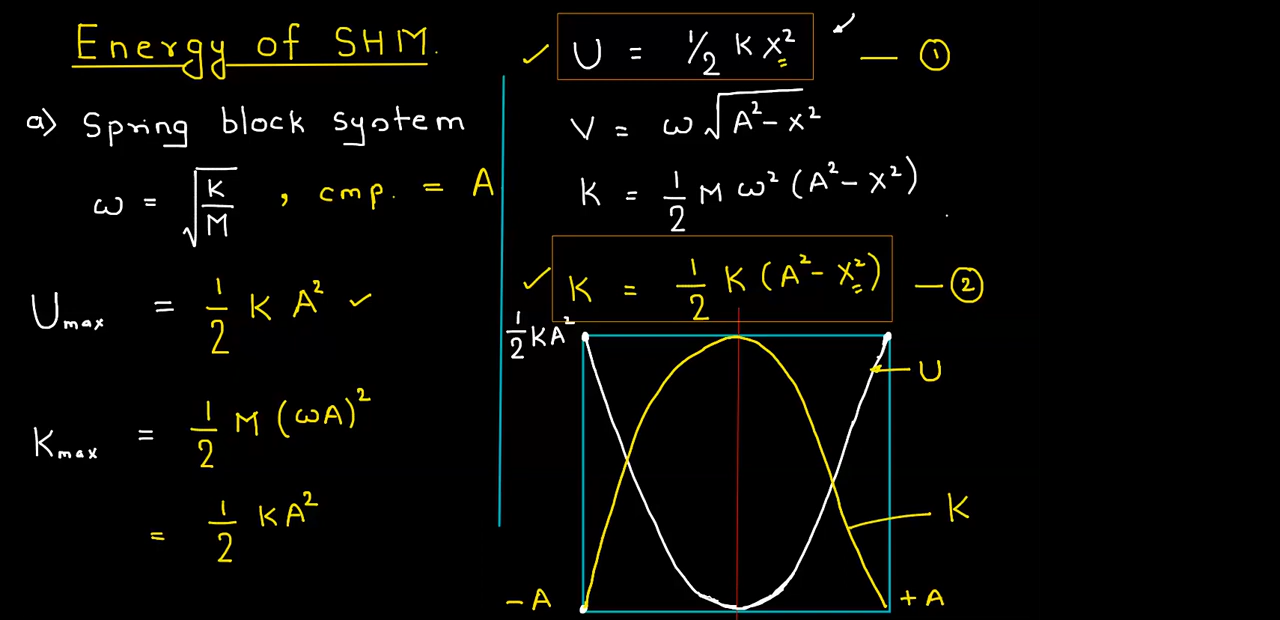 Energy of SHM.
a) Spring block system
ω = √(K/M) , cmp. = A
Umax = 1/2 K A² ✓
Kmax = 1/2 M (ωA)²
= 1/2 KA²
✓ U = 1/2 K x² ✓ — ①
V = ω√(A² - x²)
K = 1/2 M ω² (A² - x²)
✓ K = 1/2 K (A² - x²) — ②
1/2 KA²
U
K
-A
+A